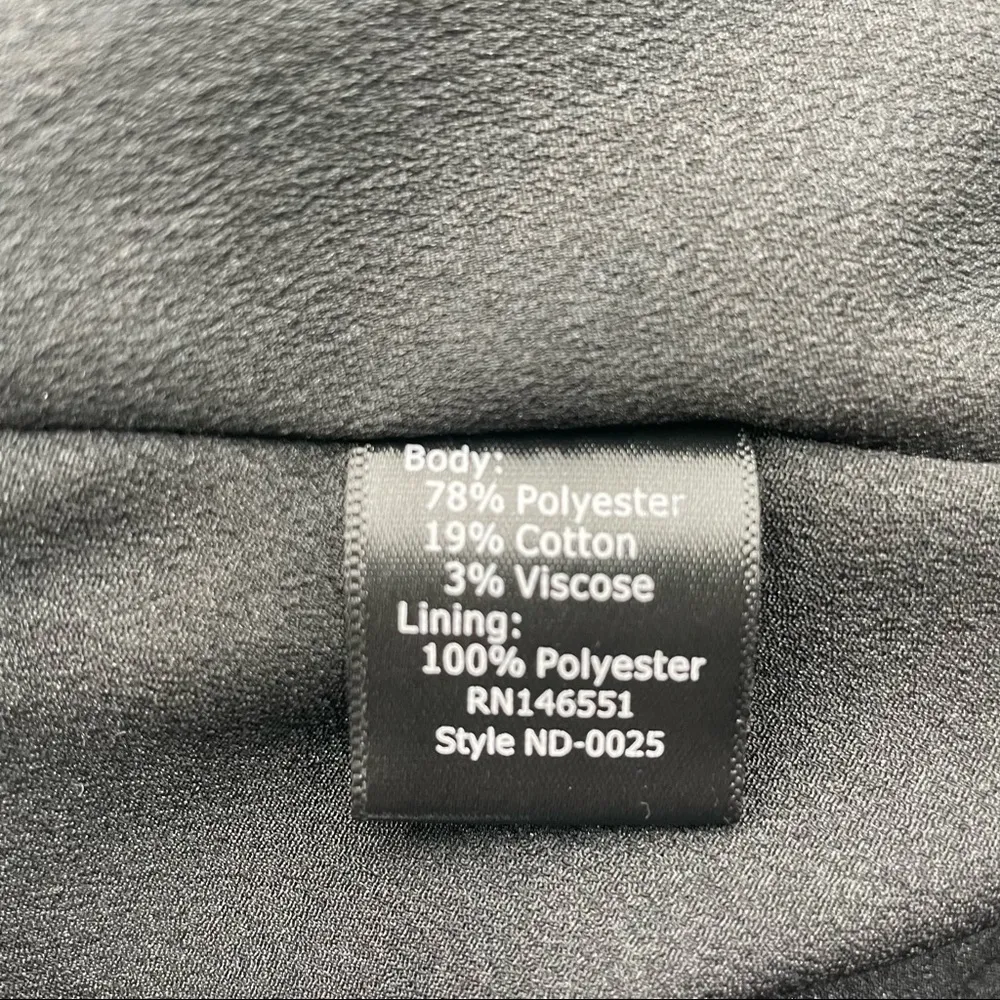 Body:
78% Polyester
19% Cotton
3% Viscose
Lining:
100% Polyester
RN146551
Style ND-0025